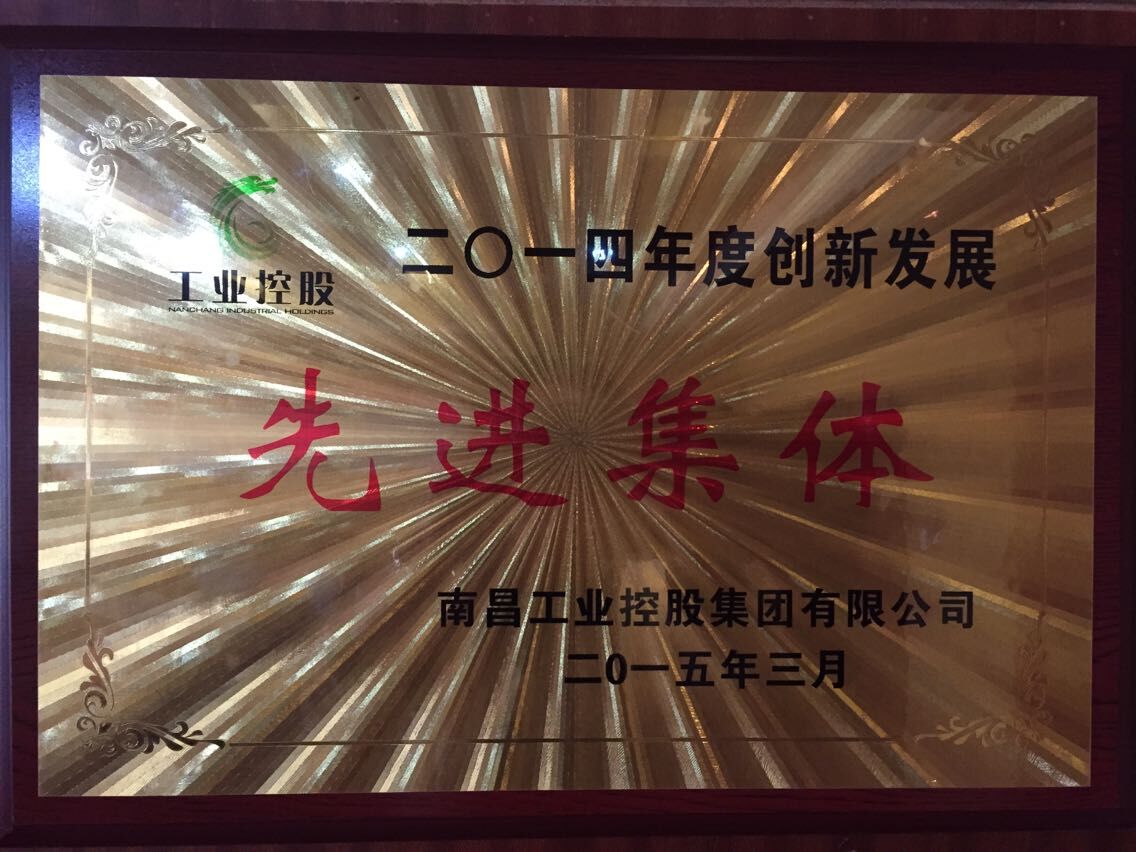 工业控股
NANCHANG INDUSTRIAL HOLDINGS
二〇一四年度创新发展
先进集体
南昌工业控股集团有限公司
二0一五年三月